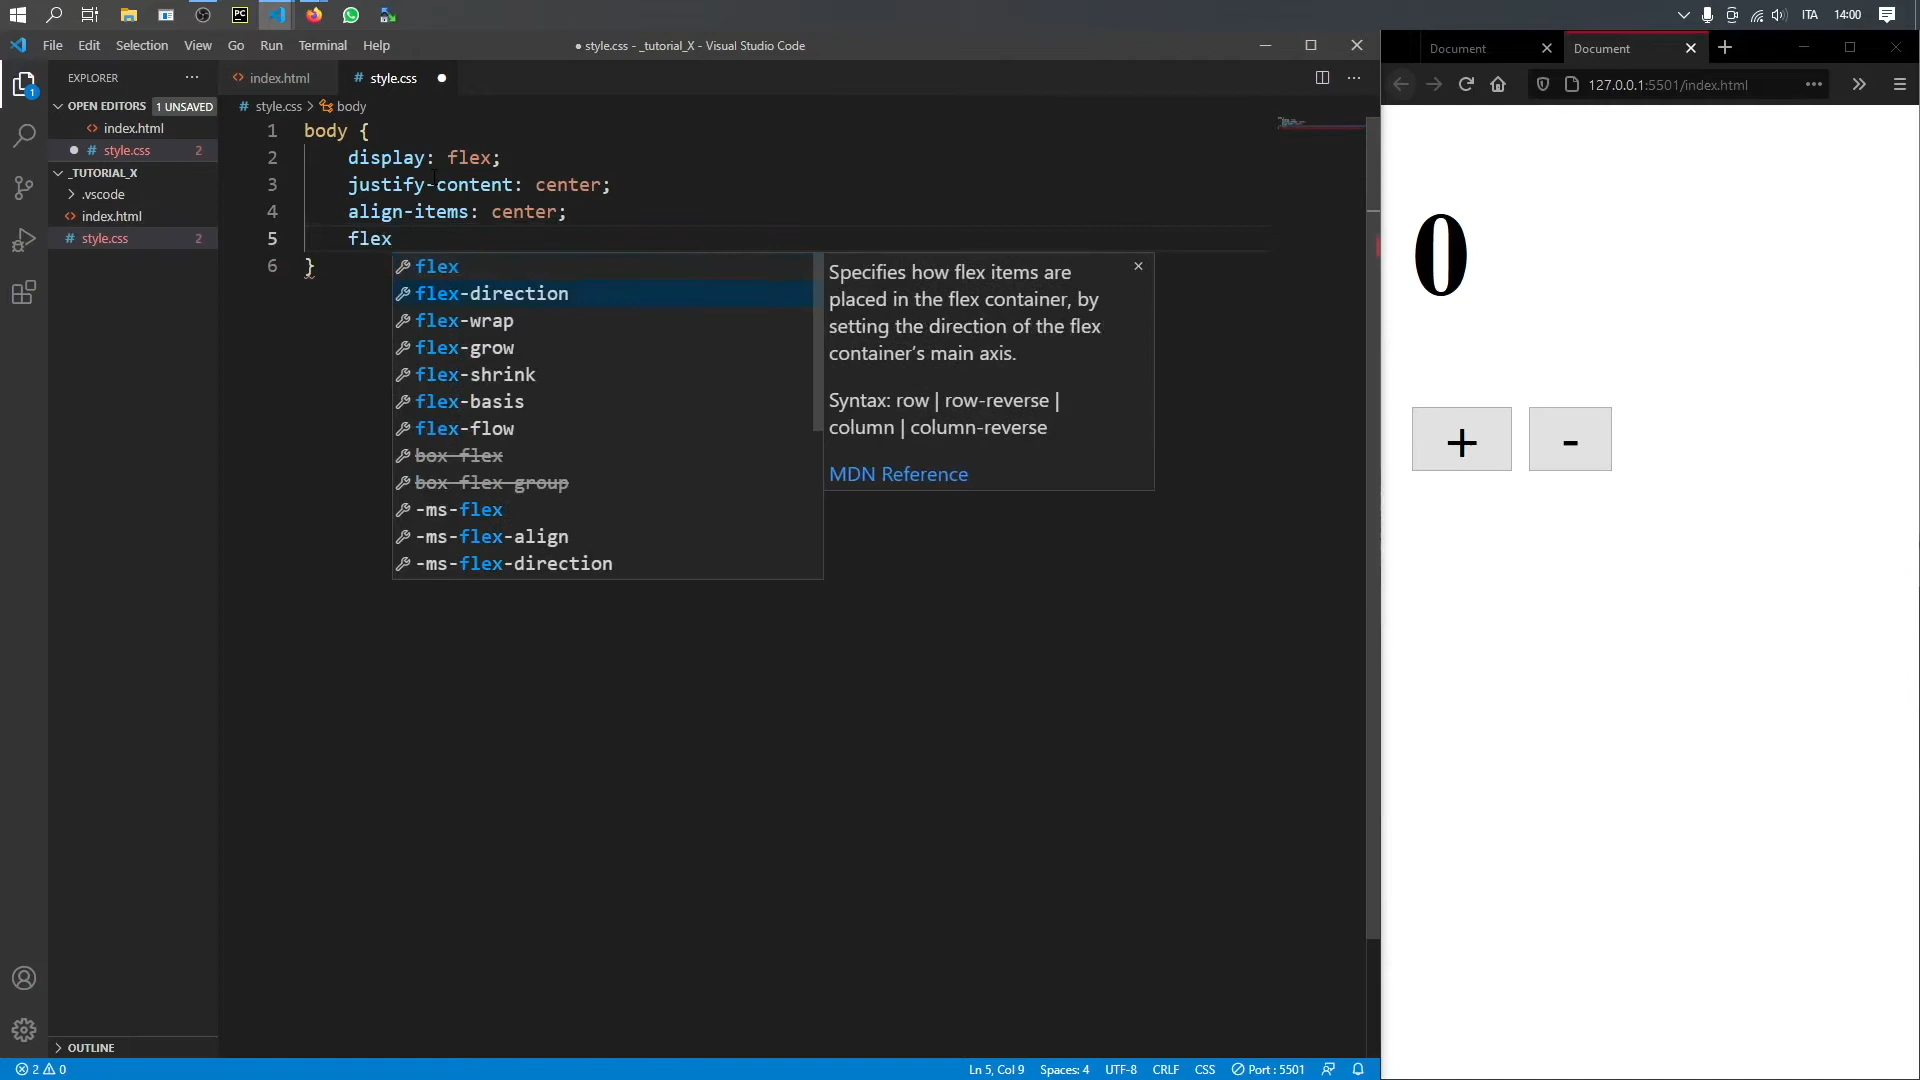 PC
ITA
14:00
File Edit Selection View Go Run Terminal Help
● style.css - _tutorial_X - Visual Studio Code
EXPLORER
OPEN EDITORS 1 UNSAVED
<> index.html
# style.css 2
_TUTORIAL_X
> .vscode
<> index.html
# style.css 2
> OUTLINE
<> index.html
# style.css ●
# style.css > body
1 body {
2 display: flex;
3 justify-content: center;
4 align-items: center;
5 flex
6 }
flex
flex-direction
flex-wrap
flex-grow
flex-shrink
flex-basis
flex-flow
box-flex
box-flex-group
-ms-flex
-ms-flex-align
-ms-flex-direction
Specifies how flex items are
placed in the flex container, by
setting the direction of the flex
container's main axis.
Syntax: row | row-reverse |
column | column-reverse
MDN Reference
Document
Document
127.0.0.1:5501/index.html
0
+ -
2 0
Ln 5, Col 9 Spaces: 4 UTF-8 CRLF CSS Port : 5501